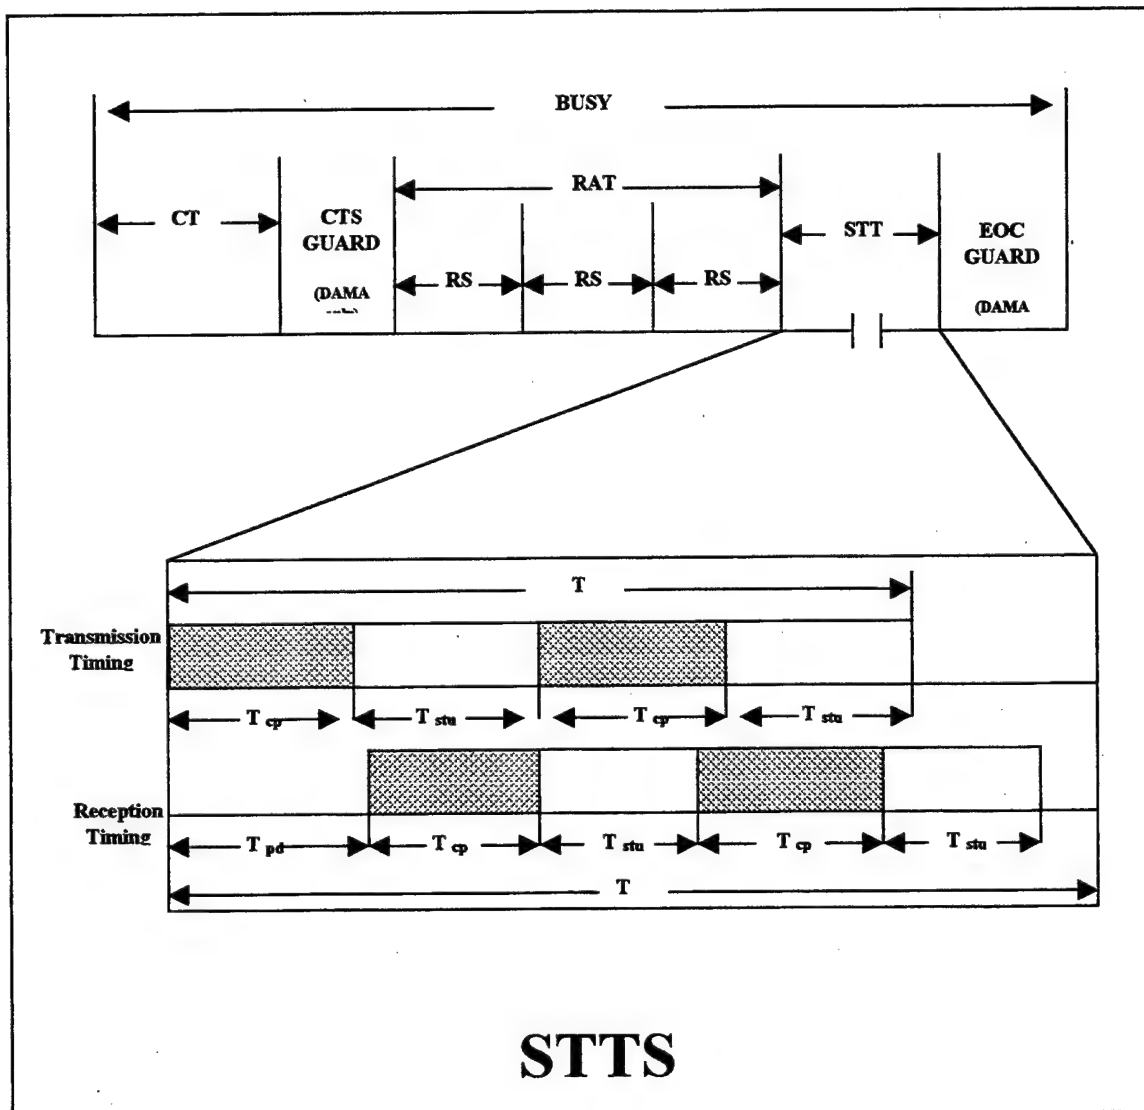 BUSY
RAT
CT
CTS
GUARD
(DAMA
STT
EOC
GUARD
(DAMA
RS
RS
RS
T
Transmission
Timing
T cp
T stu
T cp
T stu
Reception
Timing
T pd
T cp
T stu
T cp
T stu
T
STTS